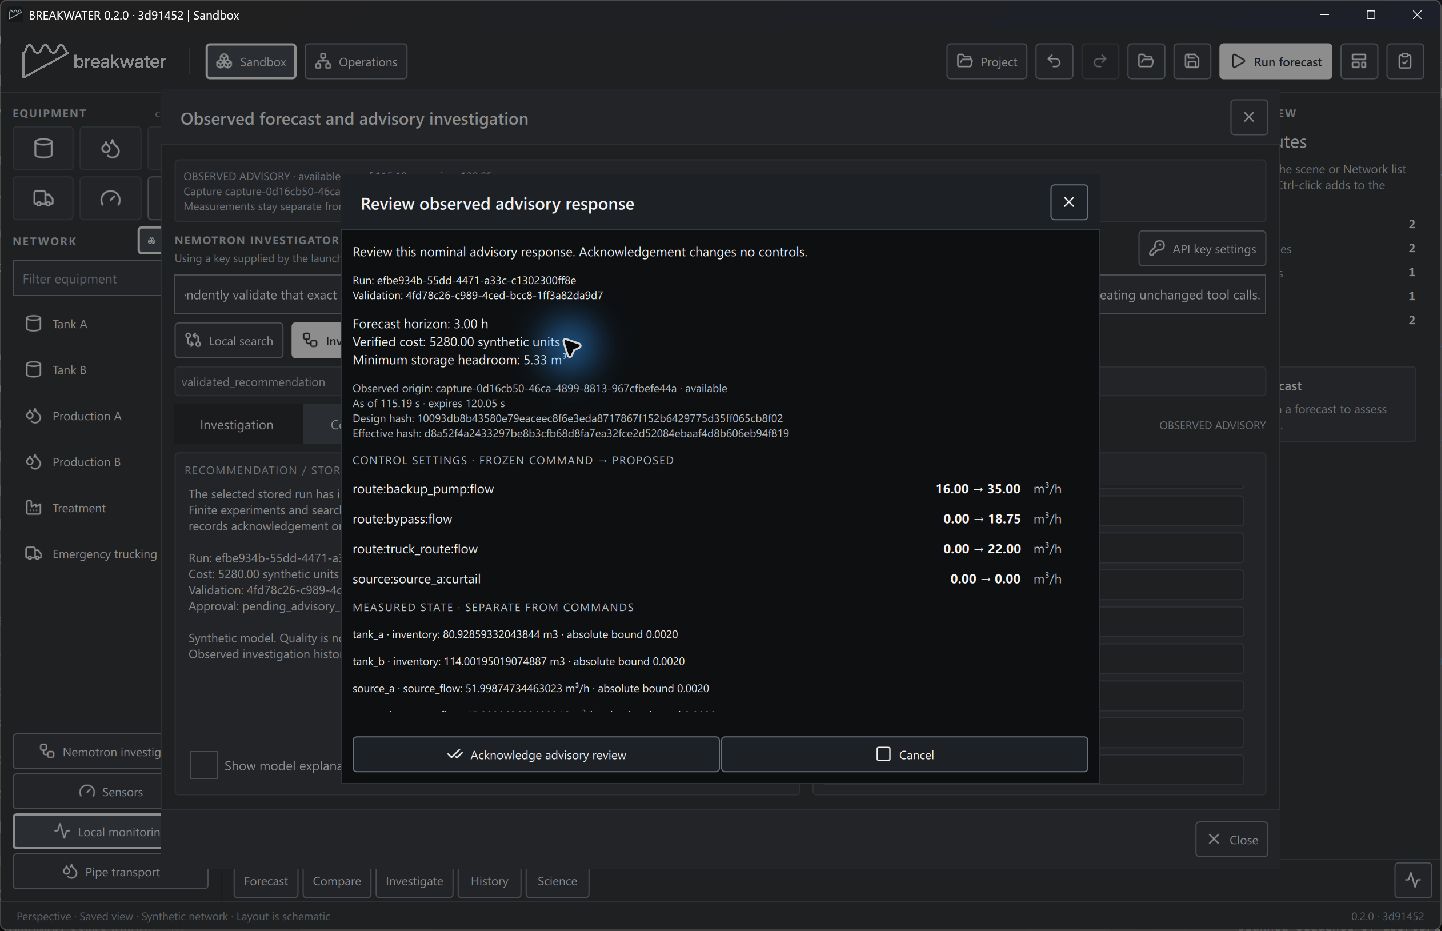 BREAKWATER 0.2.0 · 3d91452 | Sandbox
breakwater
Sandbox
Operations
Project
Run forecast
EQUIPMENT
Observed forecast and advisory investigation
EW
OBSERVED ADVISORY · available
Capture capture-0d16cb50-46ca
Measurements stay separate from
he scene or Network list
Ctrl-click adds to the
2
2
1
1
2
NETWORK
Filter equipment
Tank A
Tank B
Production A
Production B
Treatment
Emergency trucking
NEMOTRON INVESTIGATOR
Using a key supplied by the launch
API key settings
ndently validate that exact
eating unchanged tool calls.
Local search
Inv
validated_recommendation
Investigation
OBSERVED ADVISORY
cast
a forecast to assess
RECOMMENDATION / STOR
The selected stored run has
Finite experiments and search
records acknowledgement or
Run: efbe934b-55dd-4471-a3
Cost: 5280.00 synthetic units
Validation: 4fd78c26-c989-4c
Approval: pending_advisory_
Synthetic model. Quality is no
Observed investigation histo
Show model explana
Review observed advisory response
Review this nominal advisory response. Acknowledgement changes no controls.
Run: efbe934b-55dd-4471-a33c-c1302300ff8e
Validation: 4fd78c26-c989-4ced-bcc8-1ff3a82da9d7
Forecast horizon: 3.00 h
Verified cost: 5280.00 synthetic units
Minimum storage headroom: 5.33 m³
Observed origin: capture-0d16cb50-46ca-4899-8813-967cfbefe44a · available
As of 115.19 s · expires 120.05 s
Design hash: 10093db8b43580e79eaceec8f6e3eda8717867f152b6429775d35ff065cb8f02
Effective hash: d8a52f4a2433297be8b3cfb68d8fa7ea32fce2d52084ebaaf4d8b606eb94f819
CONTROL SETTINGS · FROZEN COMMAND → PROPOSED
route:backup_pump:flow 16.00 → 35.00 m³/h
route:bypass:flow 0.00 → 18.75 m³/h
route:truck_route:flow 0.00 → 22.00 m³/h
source:source_a:curtail 0.00 → 0.00 m³/h
MEASURED STATE · SEPARATE FROM COMMANDS
tank_a · inventory: 80.92859332043844 m3 · absolute bound 0.0020
tank_b · inventory: 114.00195019074887 m3 · absolute bound 0.0020
source_a · source_flow: 51.99874734463023 m³/h · absolute bound 0.0020
Acknowledge advisory review
Cancel
Nemotron investig
Sensors
Local monitorin
Pipe transport
Close
Forecast
Compare
Investigate
History
Science
Perspective · Saved view · Synthetic network · Layout is schematic
0.2.0 · 3d91452